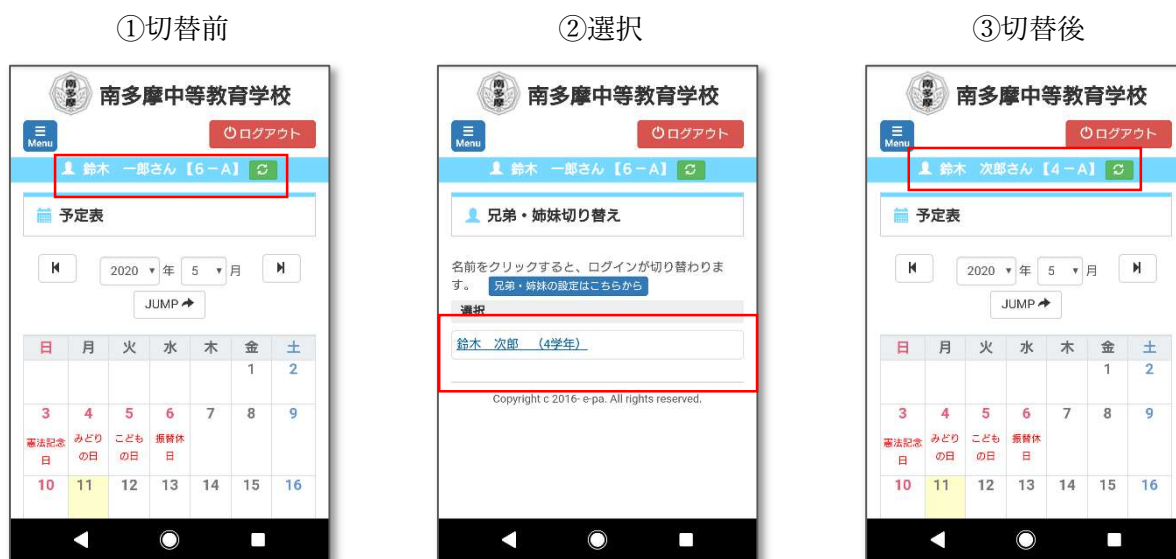 ①切替前
南多摩
南多摩中等教育学校
Menu
ログアウト
鈴木　一郎さん【6－A】
予定表
2020 年 5 月
JUMP
日 月 火 水 木 金 土
1 2
3 4 5 6 7 8 9
憲法記念日 みどりの日 こどもの日 振替休日
10 11 12 13 14 15 16
②選択
南多摩
南多摩中等教育学校
Menu
ログアウト
鈴木　一郎さん【6－A】
兄弟・姉妹切り替え
名前をクリックすると、ログインが切り替わりま
す。 兄弟・姉妹の設定はこちらから
選択
鈴木　次郎　（4学年）
Copyright c 2016- e-pa. All rights reserved.
③切替後
南多摩
南多摩中等教育学校
Menu
ログアウト
鈴木　次郎さん【4－A】
予定表
2020 年 5 月
JUMP
日 月 火 水 木 金 土
1 2
3 4 5 6 7 8 9
憲法記念日 みどりの日 こどもの日 振替休日
10 11 12 13 14 15 16